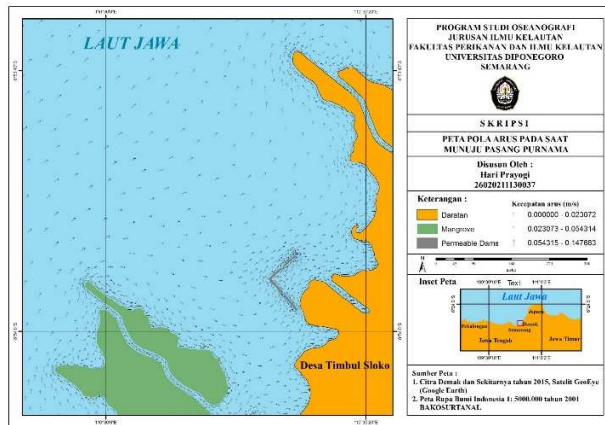 LAUT JAWA
Desa Timbul Sloko
PROGRAM STUDI OSEANOGRAFI
JURUSAN ILMU KELAUTAN
FAKULTAS PERIKANAN DAN ILMU KELAUTAN
UNIVERSITAS DIPONEGORO
SEMARANG
SKRIPSI
PETA POLA ARUS PADA SAAT
MUNUJU PASANG PURNAMA
Disusun Oleh :
Hari Prayogi
26020211130037
Keterangan :
Kecepatan arus (m/s)
Daratan
0.000000 - 0.023072
Mangrove
0.023073 - 0.054314
Permeable Dams
0.054315 - 0.147683
Inset Peta
Text
Laut Jawa
Jepara
Pekalongan
Demak
Semarang
Jawa Tengah
Jawa Timur
Sumber Peta :
1. Citra Demak dan Sekitarnya tahun 2015, Satelit GeoEye
(Google Earth)
2. Peta Rupa Bumi Indonesia 1: 5000.000 tahun 2001
BAKOSURTANAL